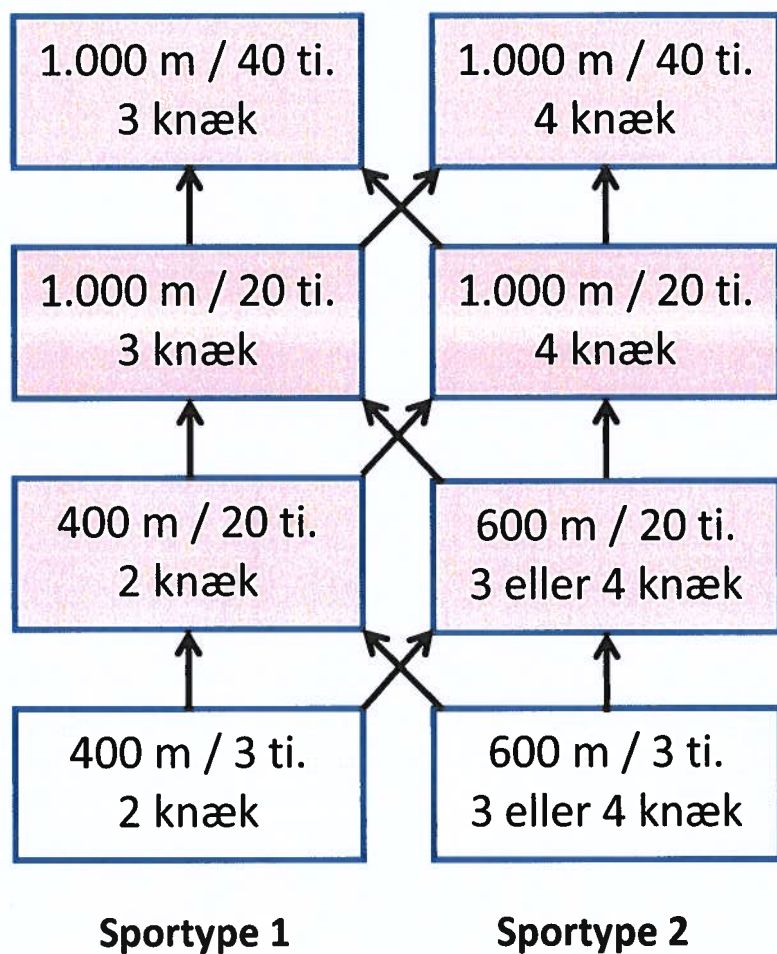 1.000 m / 40 ti.
3 knæk
1.000 m / 40 ti.
4 knæk
1.000 m / 20 ti.
3 knæk
1.000 m / 20 ti.
4 knæk
400 m / 20 ti.
2 knæk
600 m / 20 ti.
3 eller 4 knæk
400 m / 3 ti.
2 knæk
600 m / 3 ti.
3 eller 4 knæk
Sportype 1
Sportype 2